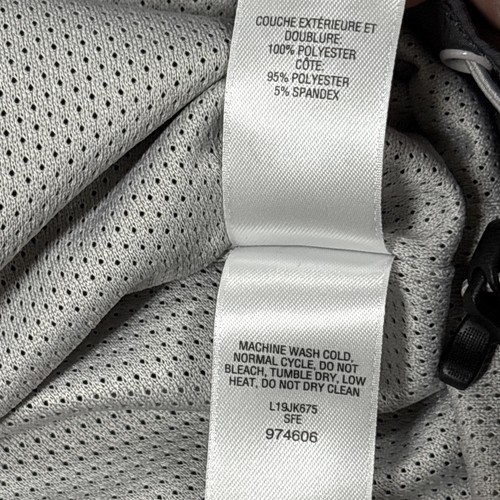 COUCHE EXTÉRIEURE ET
DOUBLURE
100% POLYESTER
CÔTE:
95% POLYESTER
5% SPANDEX
MACHINE WASH COLD,
NORMAL CYCLE, DO NOT
BLEACH, TUMBLE DRY, LOW
HEAT, DO NOT DRY CLEAN
L19JK675
SFE
974606